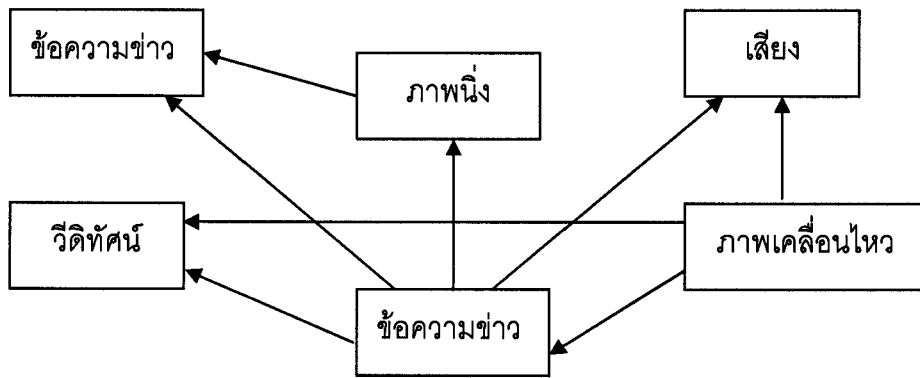 ข้อความข่าว
เสียง
ภาพนิ่ง
วีดิทัศน์
ภาพเคลื่อนไหว
ข้อความข่าว